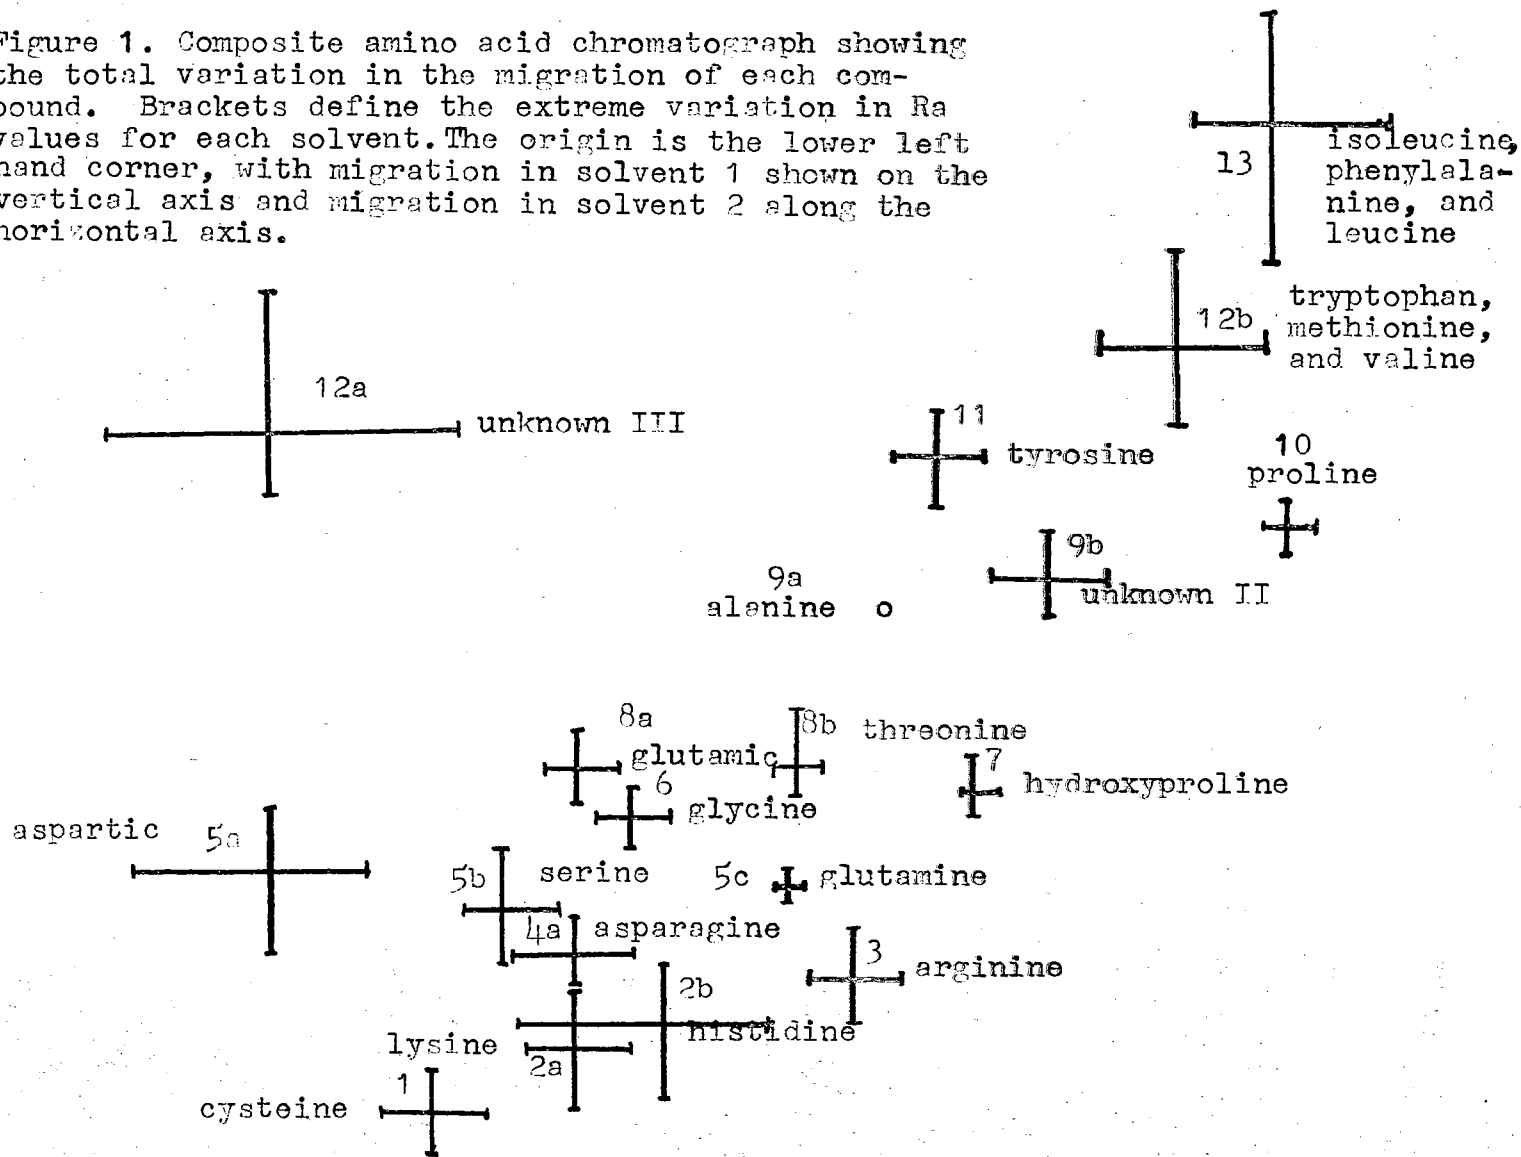 Figure 1. Composite amino acid chromatograph showing
the total variation in the migration of each com-
pound. Brackets define the extreme variation in Ra
values for each solvent. The origin is the lower left
hand corner, with migration in solvent 1 shown on the
vertical axis and migration in solvent 2 along the
horizontal axis.
13
isoleucine,
phenylala-
nine, and
leucine
12b
tryptophan,
methionine,
and valine
12a
unknown III
11
tyrosine
10
proline
9b
unknown II
9a
alanine
8a
glutamic
8b
threonine
7
hydroxyproline
6
glycine
aspartic
5a
5b
serine
5c
glutamine
4a
asparagine
3
arginine
2b
histidine
lysine
2a
1
cysteine